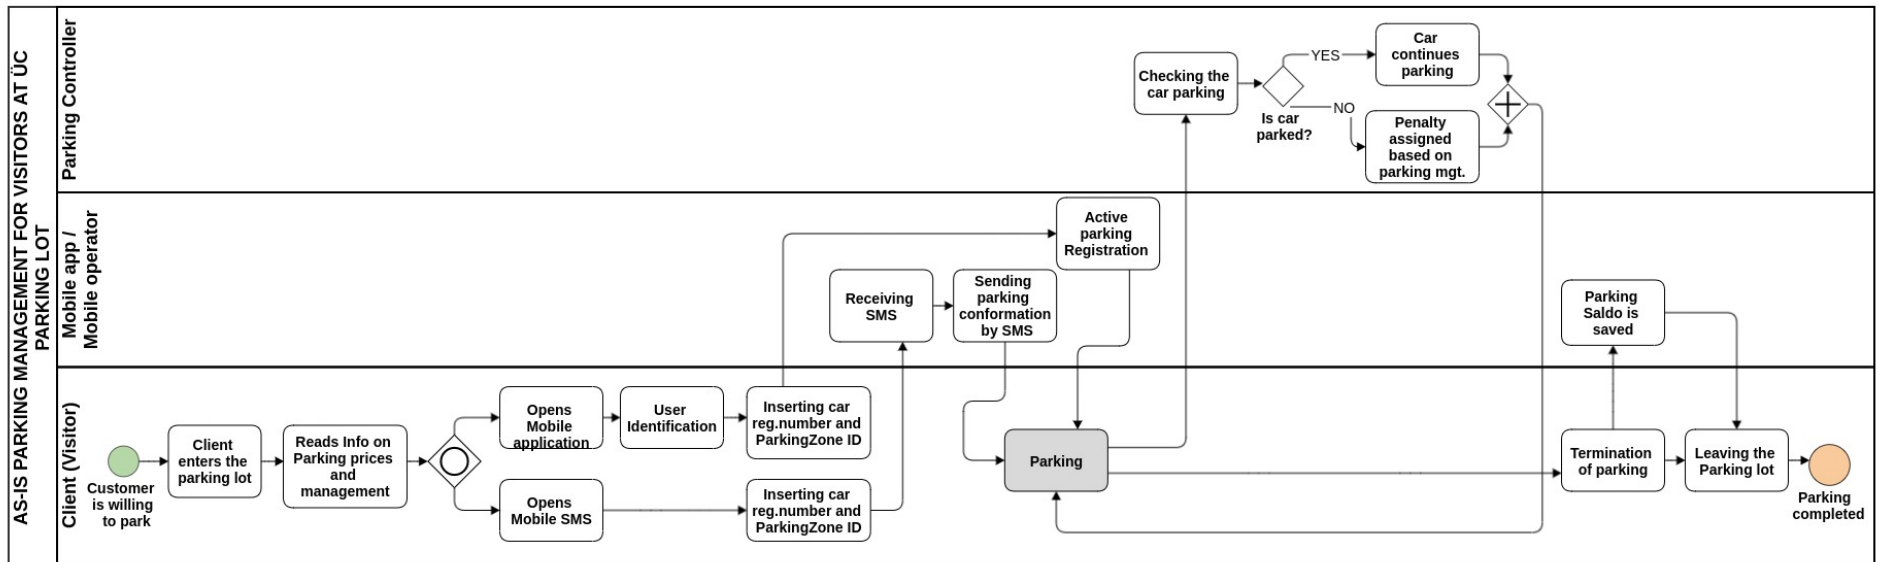 AS-IS PARKING MANAGEMENT FOR VISITORS AT ÜC
PARKING LOT
Parking Controller
Checking the
car parking
Is car
parked?
YES
NO
Car
continues
parking
Penalty
assigned
based on
parking mgt.
Mobile app /
Mobile operator
Receiving
SMS
Sending
parking
conformation
by SMS
Active
parking
Registration
Parking
Saldo is
saved
Client (Visitor)
Customer
is willing
to park
Client
enters the
parking lot
Reads Info on
Parking prices
and
management
Opens
Mobile
application
User
Identification
Inserting car
reg.number and
ParkingZone ID
Opens
Mobile SMS
Inserting car
reg.number and
ParkingZone ID
Parking
Termination
of parking
Leaving the
Parking lot
Parking
completed